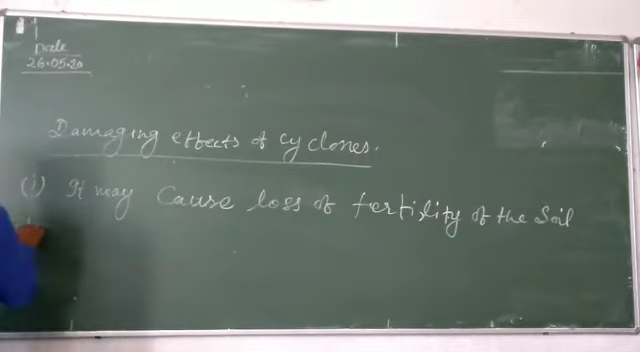 Date
26.05.20
Damaging effects of cyclones.
(i) It may cause loss of fertility of the soil